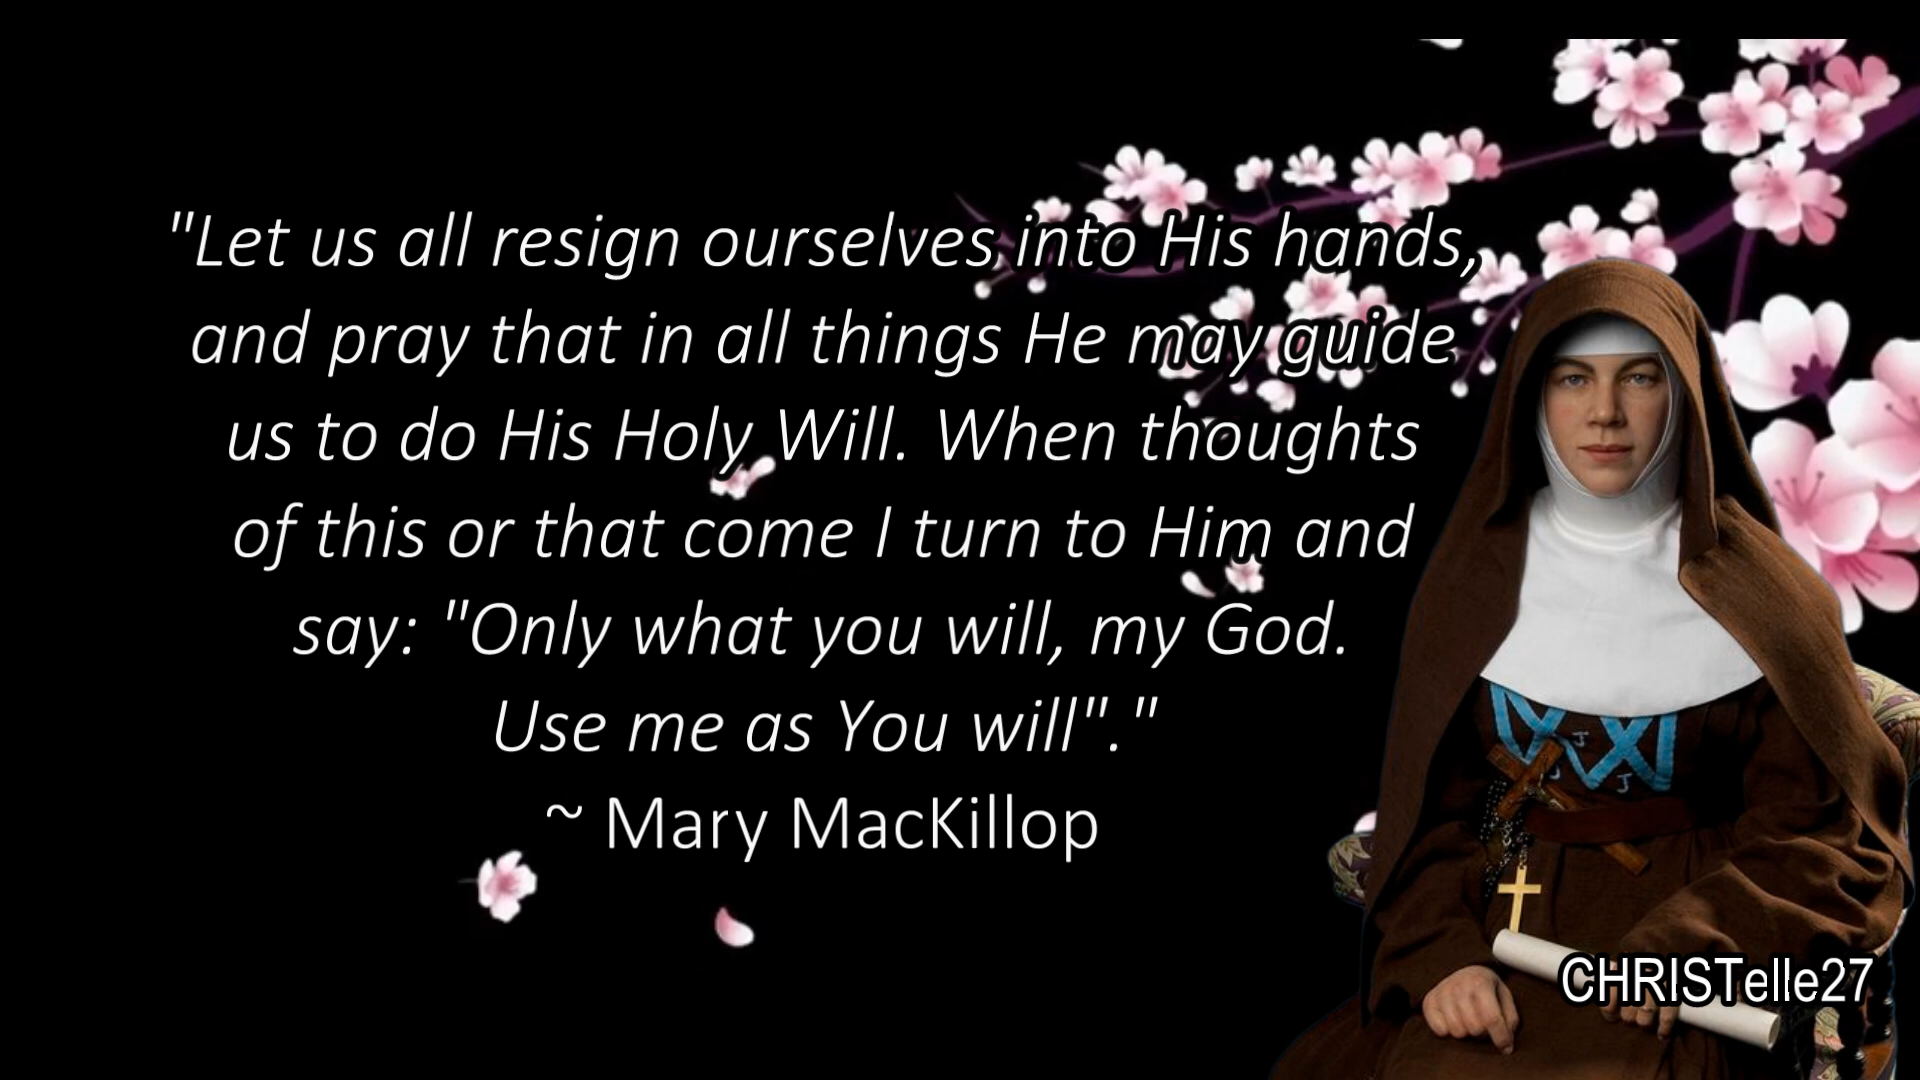 "Let us all resign ourselves into His hands,
and pray that in all things He may guide
us to do His Holy Will. When thoughts
of this or that come I turn to Him and
say: "Only what you will, my God.
Use me as You will"."
~ Mary MacKillop
J
J
J
CHRISTelle27